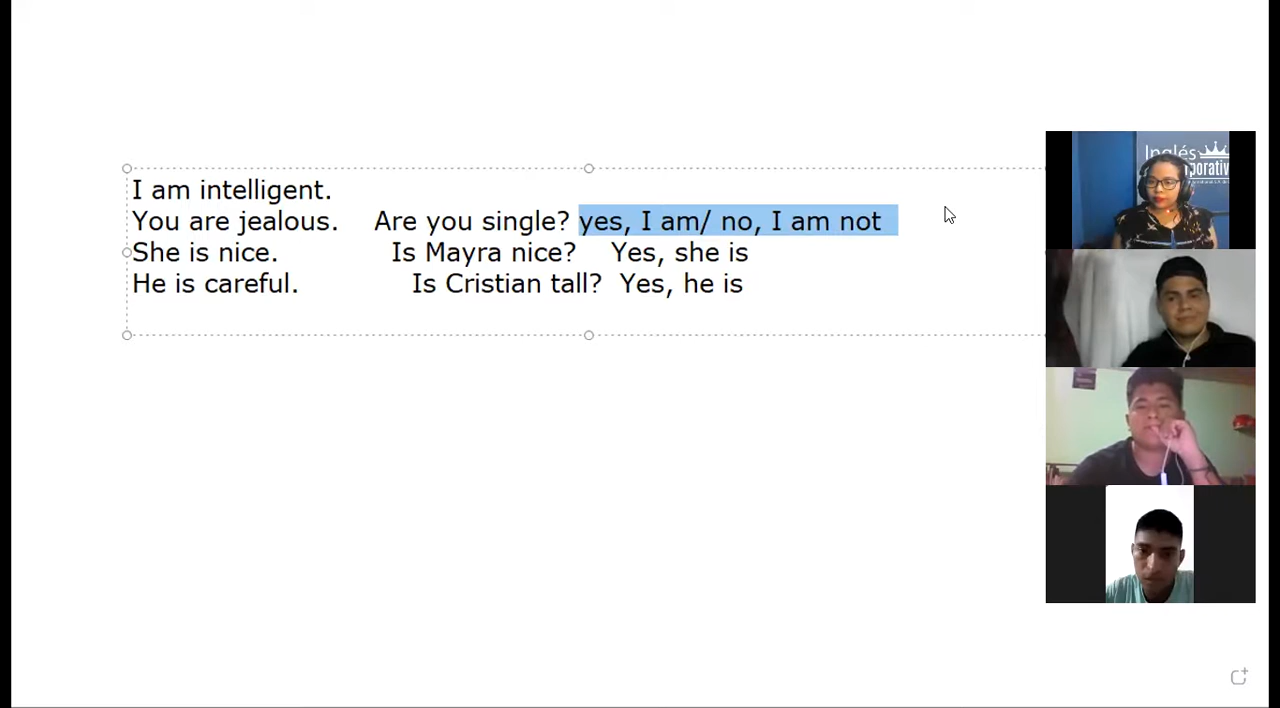 I am intelligent.
You are jealous. Are you single? yes, I am/ no, I am not
She is nice. Is Mayra nice? Yes, she is
He is careful. Is Cristian tall? Yes, he is
Inglés